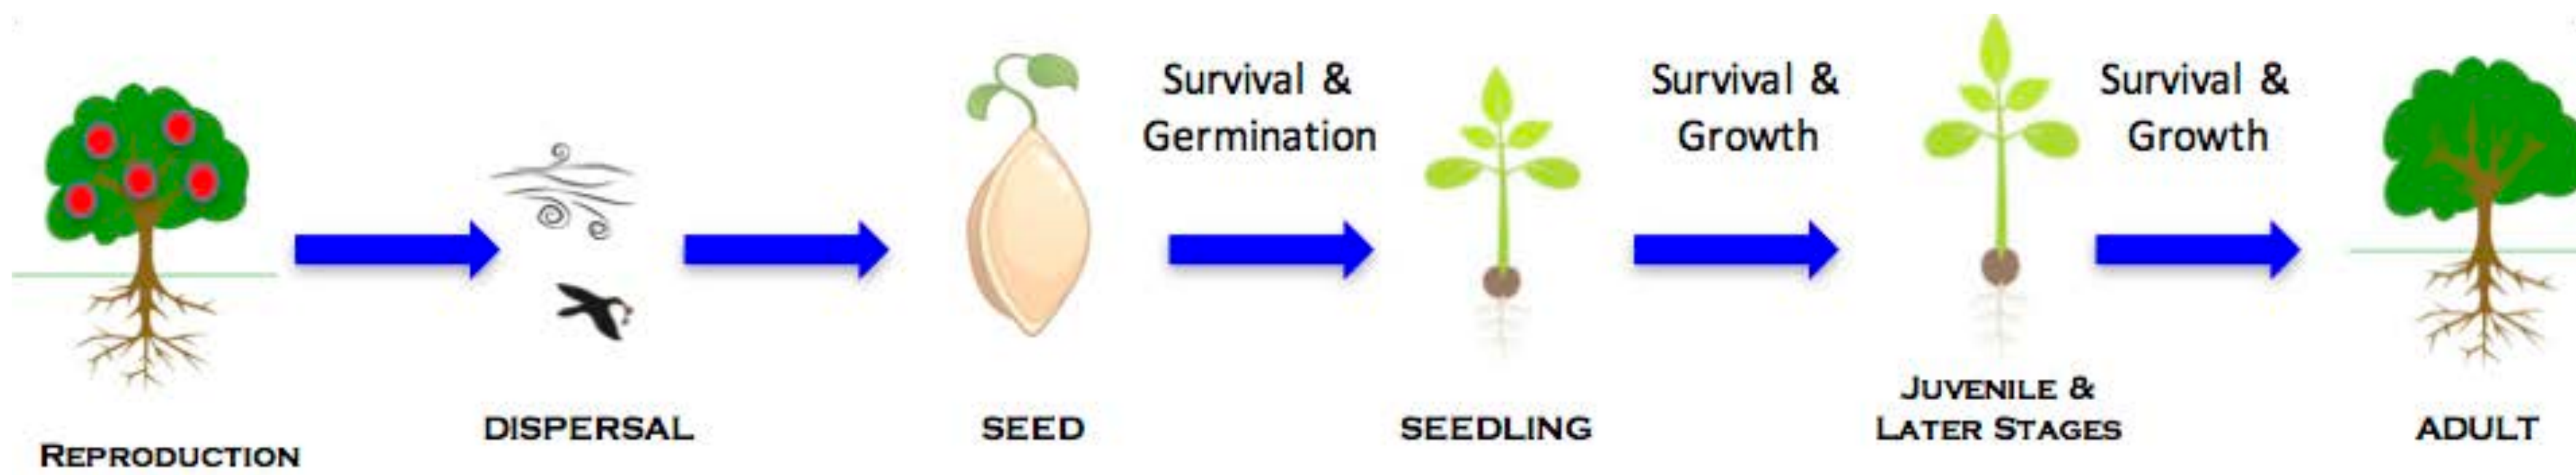 Survival &
Germination
Survival &
Growth
Survival &
Growth
REPRODUCTION
DISPERSAL
SEED
SEEDLING
JUVENILE &
LATER STAGES
ADULT